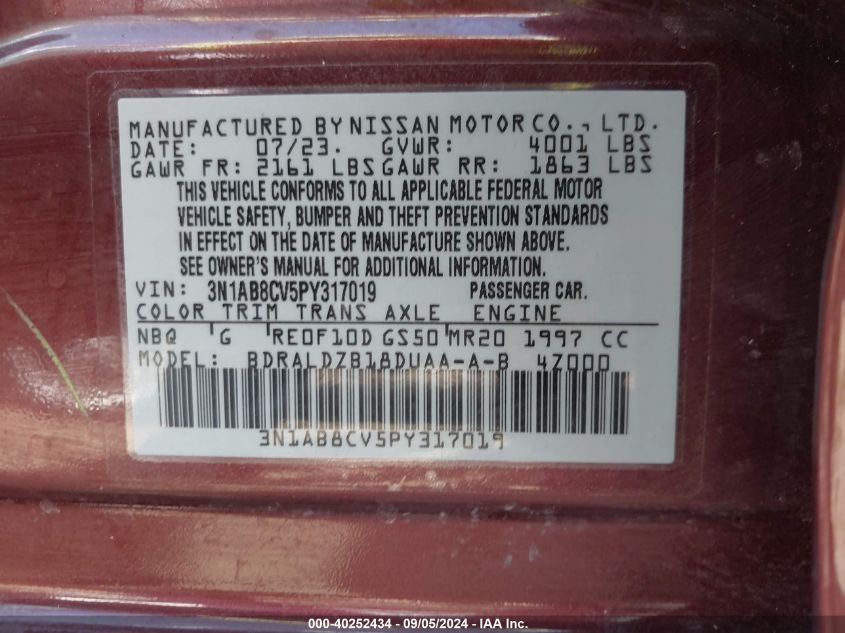 MANUFACTURED BY NISSAN MOTOR CO., LTD.
DATE: 07/23. GVWR: 4001 LBS
GAWR FR: 2161 LBS GAWR RR: 1863 LBS
THIS VEHICLE CONFORMS TO ALL APPLICABLE FEDERAL MOTOR
VEHICLE SAFETY, BUMPER AND THEFT PREVENTION STANDARDS
IN EFFECT ON THE DATE OF MANUFACTURE SHOWN ABOVE.
SEE OWNER'S MANUAL FOR ADDITIONAL INFORMATION.
VIN: 3N1AB8CV5PY317019 PASSENGER CAR.
COLOR TRIM TRANS AXLE ENGINE
NBQ 'G 'RE0F10D GS50 'MR20 1997 CC
MODEL: BDRALDZB18DUAA-A-B 4Z000
3N1AB8CV5PY317019
000-40252434 - 09/05/2024 - IAA Inc.